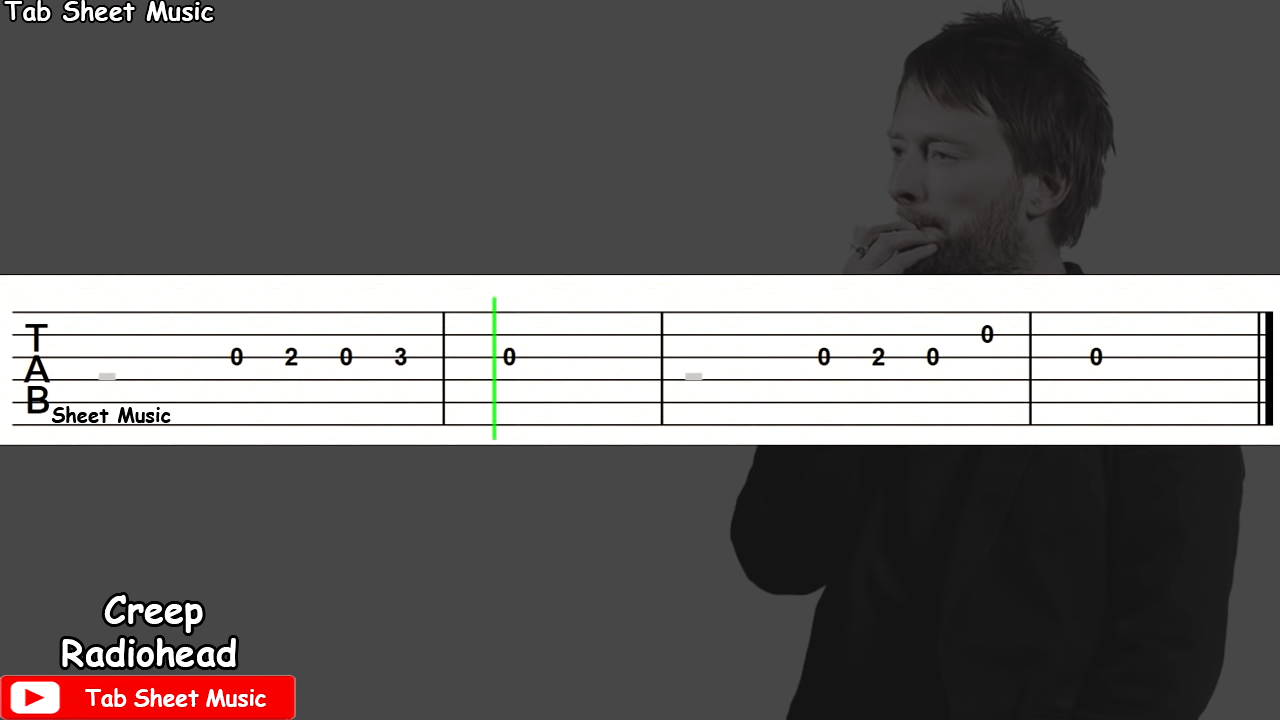 Tab Sheet Music
0
T
A 0 2 0 3 0 0 2 0 0
B
Sheet Music
Creep
Radiohead
Tab Sheet Music